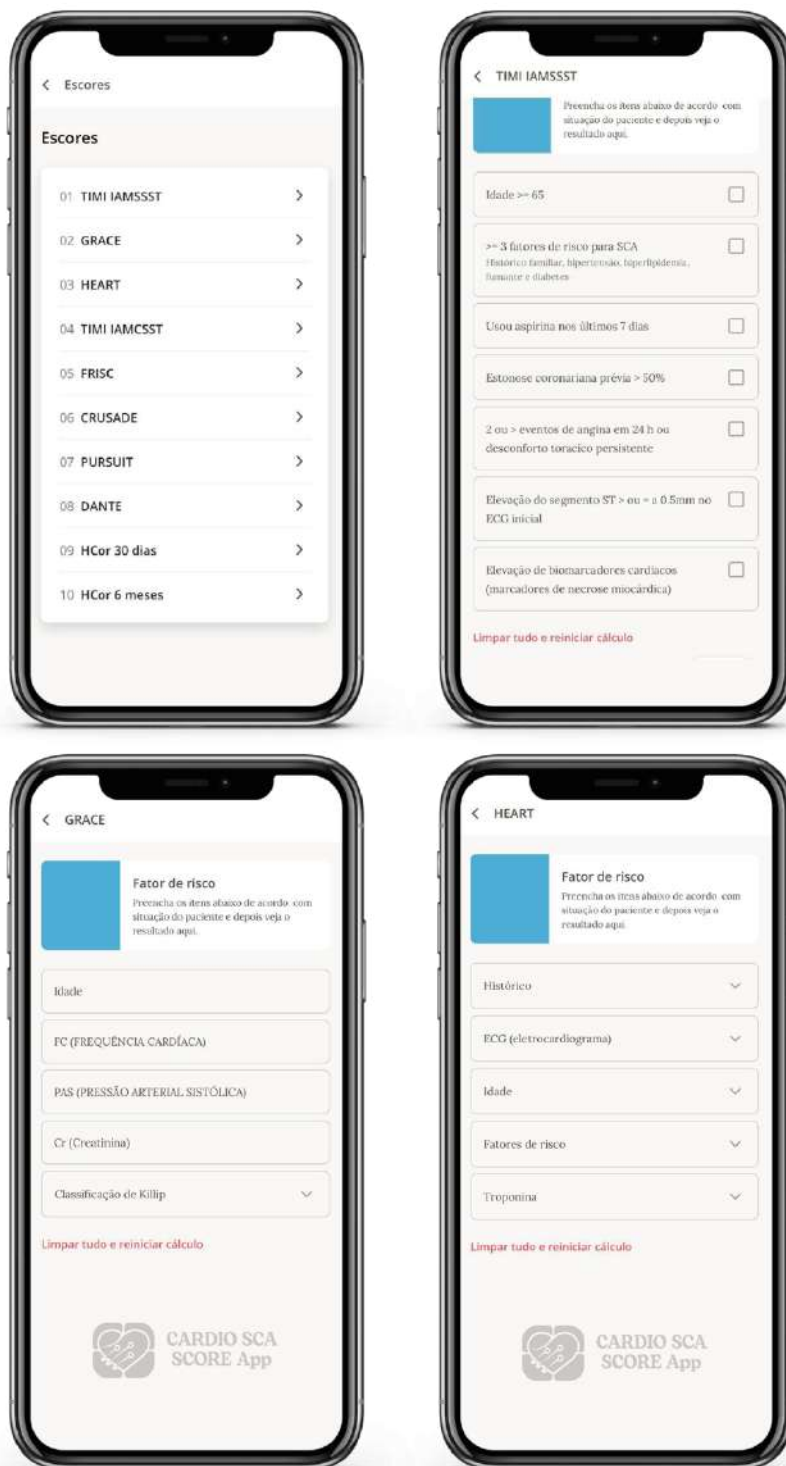 Escores
Escores
01 TIMI IAMSSST
02 GRACE
03 HEART
04 TIMI IAMCSST
05 FRISC
06 CRUSADE
07 PURSUIT
08 DANTE
09 HCor 30 dias
10 HCor 6 meses
TIMI IAMSSST
Preencha os itens abaixo de acordo com
situação do paciente e depois veja o
resultado aqui.
Idade >= 65
>= 3 fatores de risco para SCA
Histórico familiar, hipertensão, hiperlipidemia,
fumante e diabetes
Usou aspirina nos últimos 7 dias
Estonose coronariana prévia > 50%
2 ou > eventos de angina em 24 h ou
desconforto toracico persistente
Elevação do segmento ST > ou = a 0.5mm no
ECG inicial
Elevação de biomarcadores cardíacos
(marcadores de necrose miocárdica)
Limpar tudo e reiniciar cálculo
GRACE
Fator de risco
Preencha os itens abaixo de acordo com
situação do paciente e depois veja o
resultado aqui.
Idade
FC (FREQUÊNCIA CARDÍACA)
PAS (PRESSÃO ARTERIAL SISTÓLICA)
Cr (Creatinina)
Classificação de Killip
Limpar tudo e reiniciar cálculo
CARDIO SCA
SCORE App
HEART
Fator de risco
Preencha os itens abaixo de acordo com
situação do paciente e depois veja o
resultado aqui.
Histórico
ECG (eletrocardiograma)
Idade
Fatores de risco
Troponina
Limpar tudo e reiniciar cálculo
CARDIO SCA
SCORE App